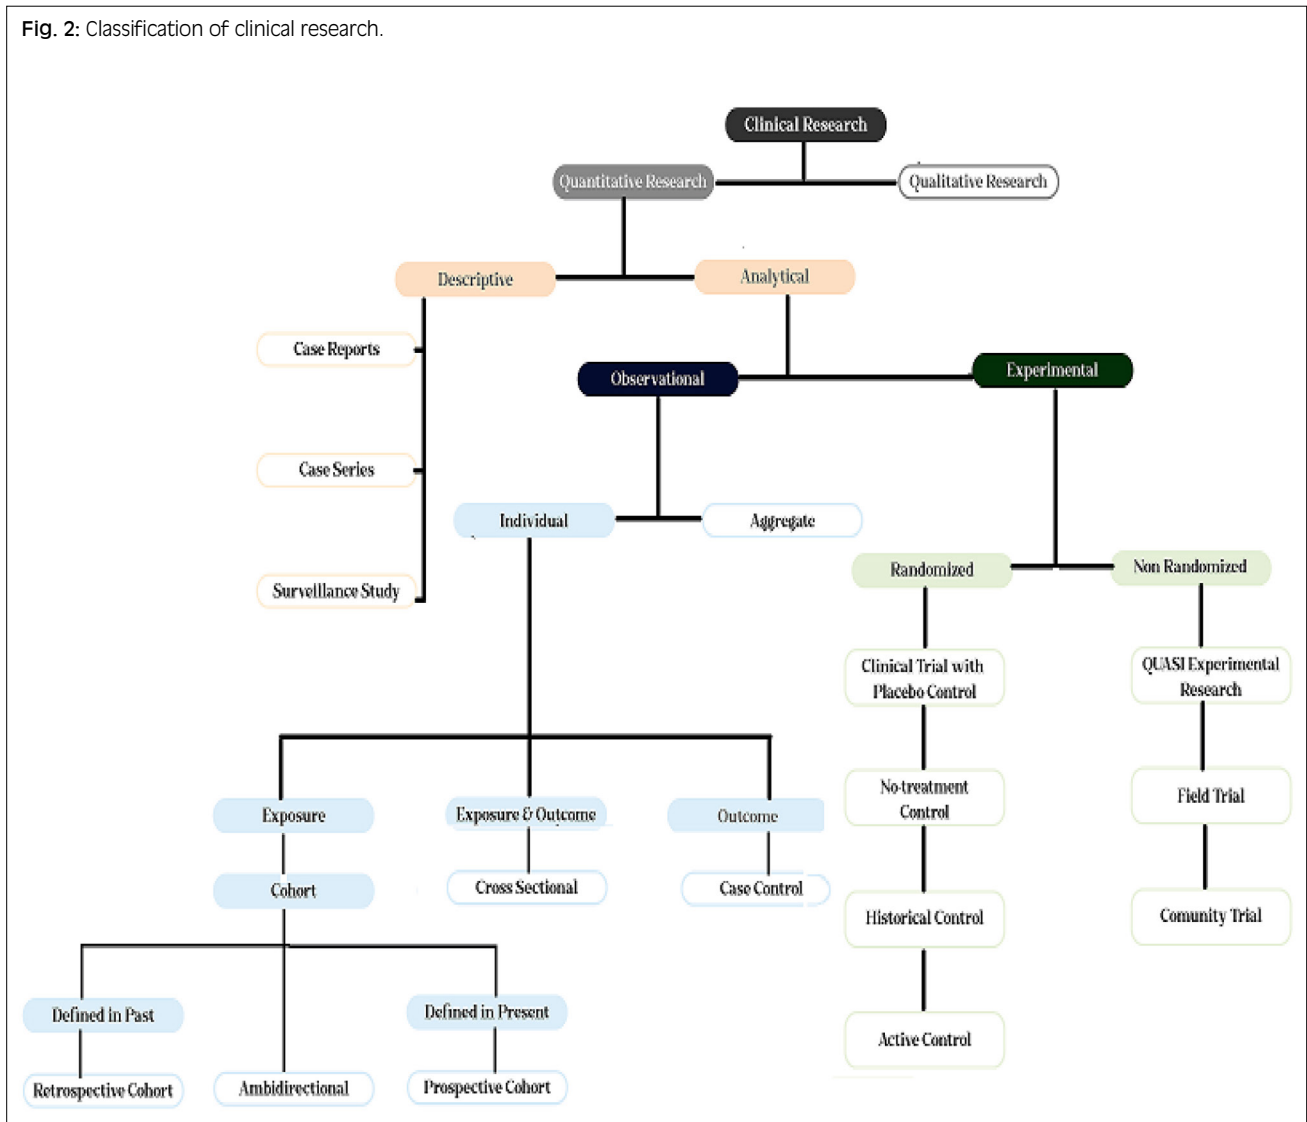 Fig. 2: Classification of clinical research.
Clinical Research
Quantitative Research
Qualitative Research
Descriptive
Analytical
Case Reports
Observational
Experimental
Case Series
Individual
Aggregate
Surveillance Study
Randomized
Non Randomized
Clinical Trial with
Placebo Control
QUASI Experimental
Research
No-treatment
Control
Field Trial
Exposure
Exposure & Outcome
Outcome
Cohort
Cross Sectional
Case Control
Historical Control
Comunity Trial
Defined in Past
Defined in Present
Active Control
Retrospective Cohort
Ambidirectional
Prospective Cohort